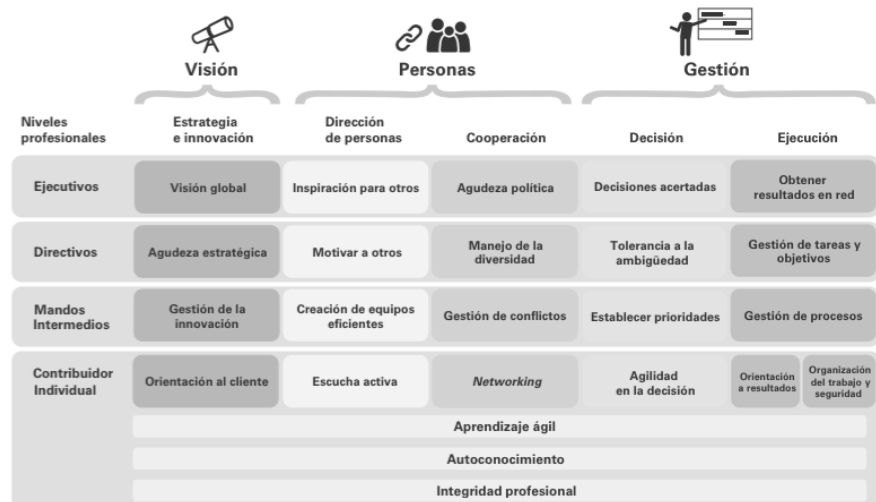 Visión
Personas
Gestión
Niveles
profesionales
Estrategia
e innovación
Dirección
de personas
Cooperación
Decisión
Ejecución
Ejecutivos
Visión global
Inspiración para otros
Agudeza política
Decisiones acertadas
Obtener
resultados en red
Directivos
Agudeza estratégica
Motivar a otros
Manejo de la
diversidad
Tolerancia a la
ambigüedad
Gestión de tareas y
objetivos
Mandos
Intermedios
Gestión de la
innovación
Creación de equipos
eficientes
Gestión de conflictos
Establecer prioridades
Gestión de procesos
Contribuidor
Individual
Orientación al cliente
Escucha activa
Networking
Agilidad
en la decisión
Orientación
a resultados
Organización
del trabajo y
seguridad
Aprendizaje ágil
Autoconocimiento
Integridad profesional